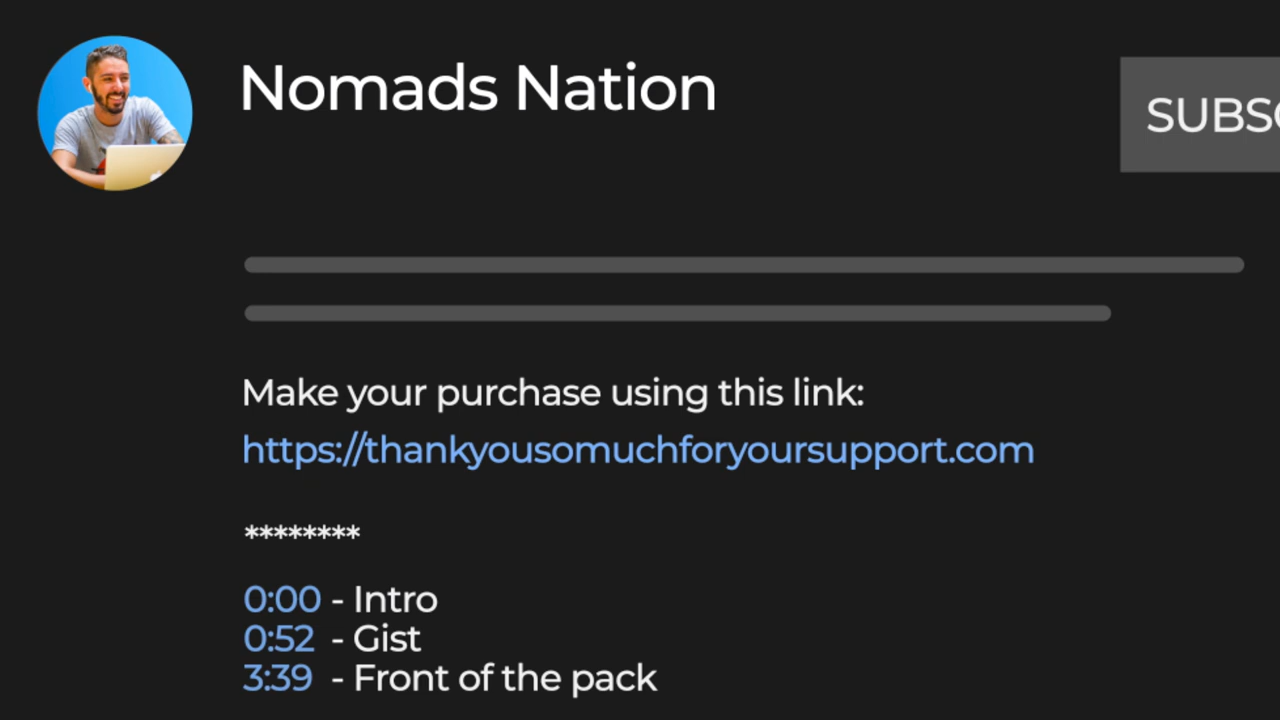 Nomads Nation
SUBSC
Make your purchase using this link:
https://thankyousomuchforyoursupport.com
********
0:00 - Intro
0:52 - Gist
3:39 - Front of the pack